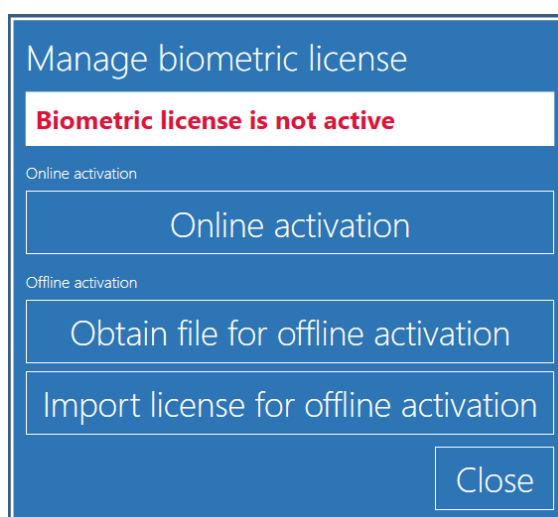 Manage biometric license
Biometric license is not active
Online activation
Online activation
Offline activation
Obtain file for offline activation
Import license for offline activation
Close